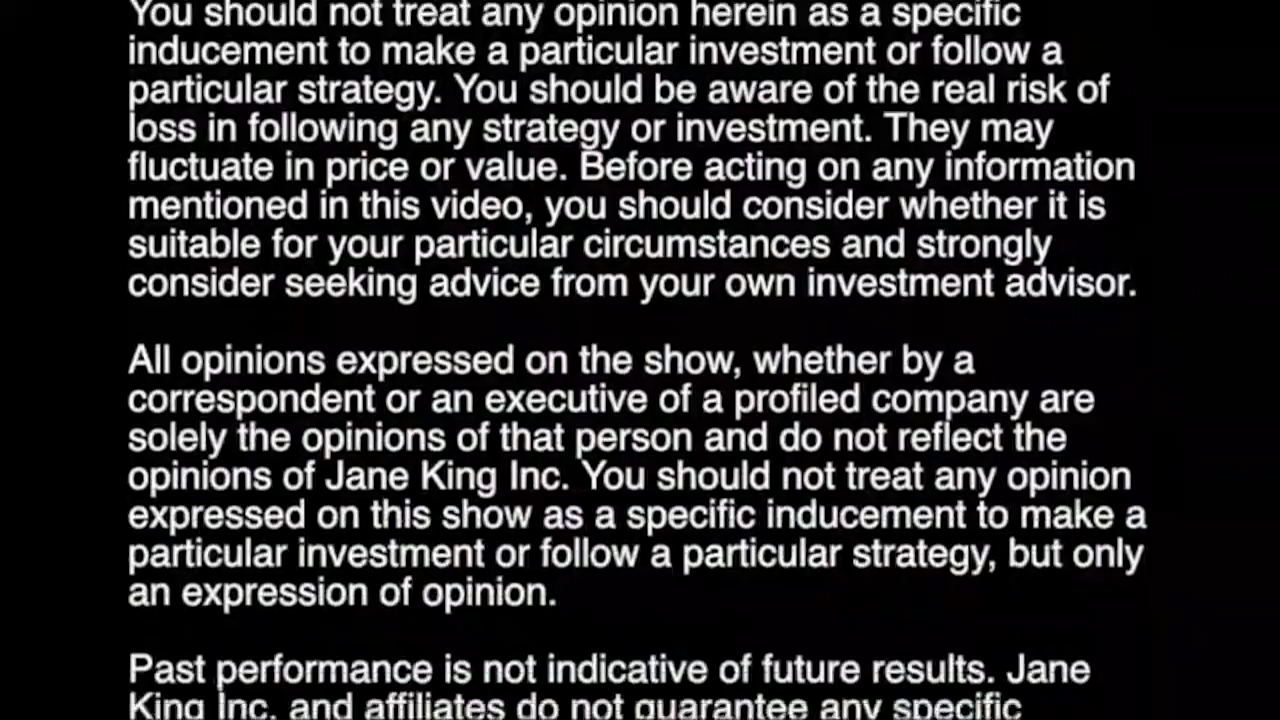 You should not treat any opinion herein as a specific
inducement to make a particular investment or follow a
particular strategy. You should be aware of the real risk of
loss in following any strategy or investment. They may
fluctuate in price or value. Before acting on any information
mentioned in this video, you should consider whether it is
suitable for your particular circumstances and strongly
consider seeking advice from your own investment advisor.
All opinions expressed on the show, whether by a
correspondent or an executive of a profiled company are
solely the opinions of that person and do not reflect the
opinions of Jane King Inc. You should not treat any opinion
expressed on this show as a specific inducement to make a
particular investment or follow a particular strategy, but only
an expression of opinion.
Past performance is not indicative of future results. Jane
King Inc. and affiliates do not guarantee any specific